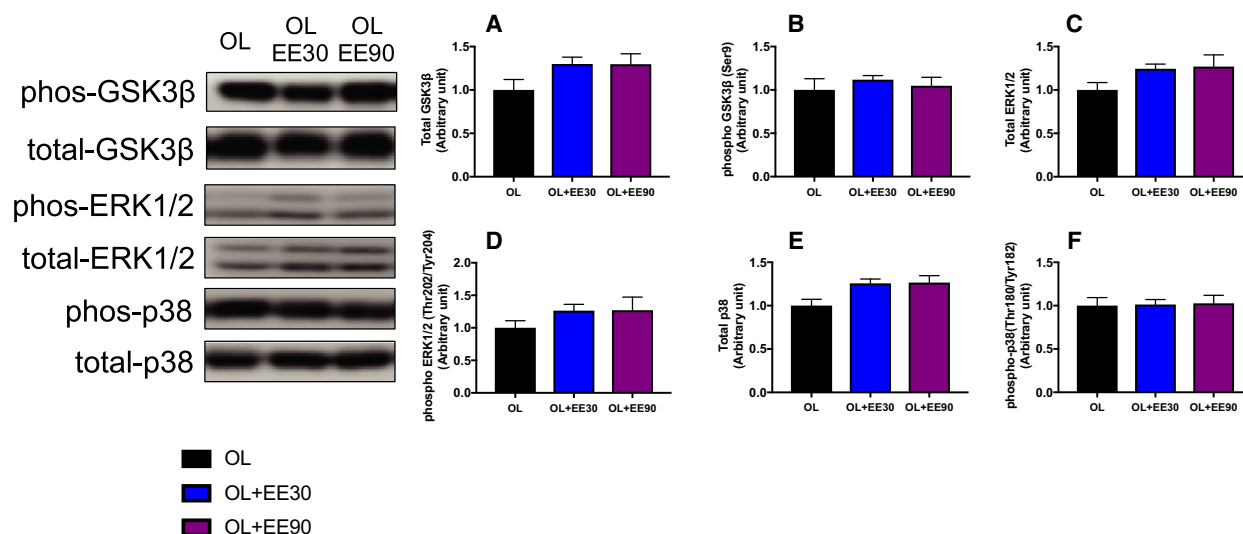 OL
OL
EE30
OL
EE90
phos-GSK3β
total-GSK3β
phos-ERK1/2
total-ERK1/2
phos-p38
total-p38
A
Total GSK3β
(Arbitrary unit)
1.5
1.0
0.5
0.0
OL
OL+EE30
OL+EE90
B
phospho GSK3β (Ser9)
(Arbitrary unit)
1.5
1.0
0.5
0.0
OL
OL+EE30
OL+EE90
C
Total ERK1/2
(Arbitrary unit)
1.5
1.0
0.5
0.0
OL
OL+EE30
OL+EE90
D
phospho ERK1/2 (Thr202/Tyr204)
(Arbitrary unit)
2.0
1.5
1.0
0.5
0.0
OL
OL+EE30
OL+EE90
E
Total p38
(Arbitrary unit)
1.5
1.0
0.5
0.0
OL
OL+EE30
OL+EE90
F
phospho-p38(Thr180/Tyr182)
(Arbitrary unit)
1.5
1.0
0.5
0.0
OL
OL+EE30
OL+EE90
OL
OL+EE30
OL+EE90